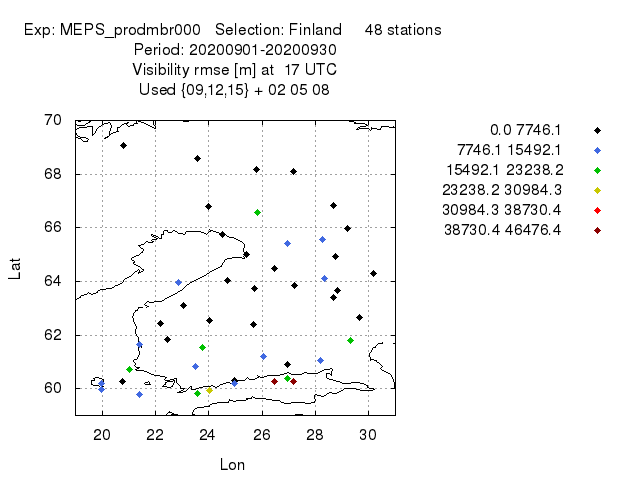 Exp: MEPS_prodmbr000 Selection: Finland 48 stations
Period: 20200901-20200930
Visibility rmse [m] at 17 UTC
Used {09,12,15} + 02 05 08
70
68
66
64
62
60
Lat
20 22 24 26 28 30
Lon
0.0 7746.1
7746.1 15492.1
15492.1 23238.2
23238.2 30984.3
30984.3 38730.4
38730.4 46476.4